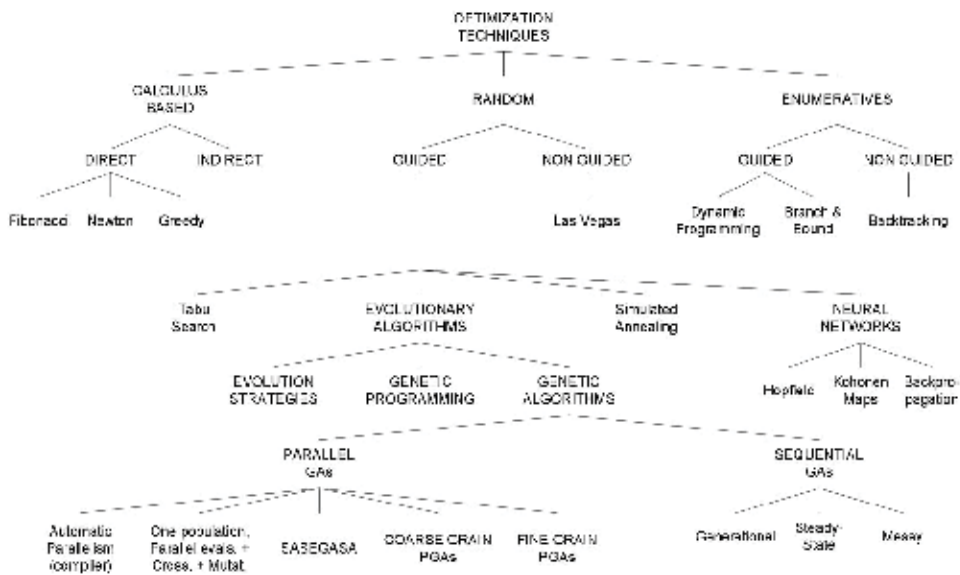 OPTIMIZATION
TECHNIQUES
CALCULUS
BASED
RANDOM
ENUMERATIVES
DIRECT
INDIRECT
GUIDED
NON GUIDED
GUIDED
NON GUIDED
Fibonacci
Newton
Greedy
Las Vegas
Dynamic
Programming
Branch &
Bound
Backtracking
Tabu
Search
EVOLUTIONARY
ALGORITHMS
Simulated
Annealing
NEURAL
NETWORKS
EVOLUTION
STRATEGIES
GENETIC
PROGRAMMING
GENETIC
ALGORITHMS
Hopfield
Kohonen
Maps
Backpro-
pagation
PARALLEL
GAs
SEQUENTIAL
GAs
Automatic
Parallelism
(compiler)
One population,
Parallel evals. +
Cross. + Mutat.
COARSE GRAIN
PGAs
FINE GRAIN
PGAs
Generational
Steady-
State
Messy